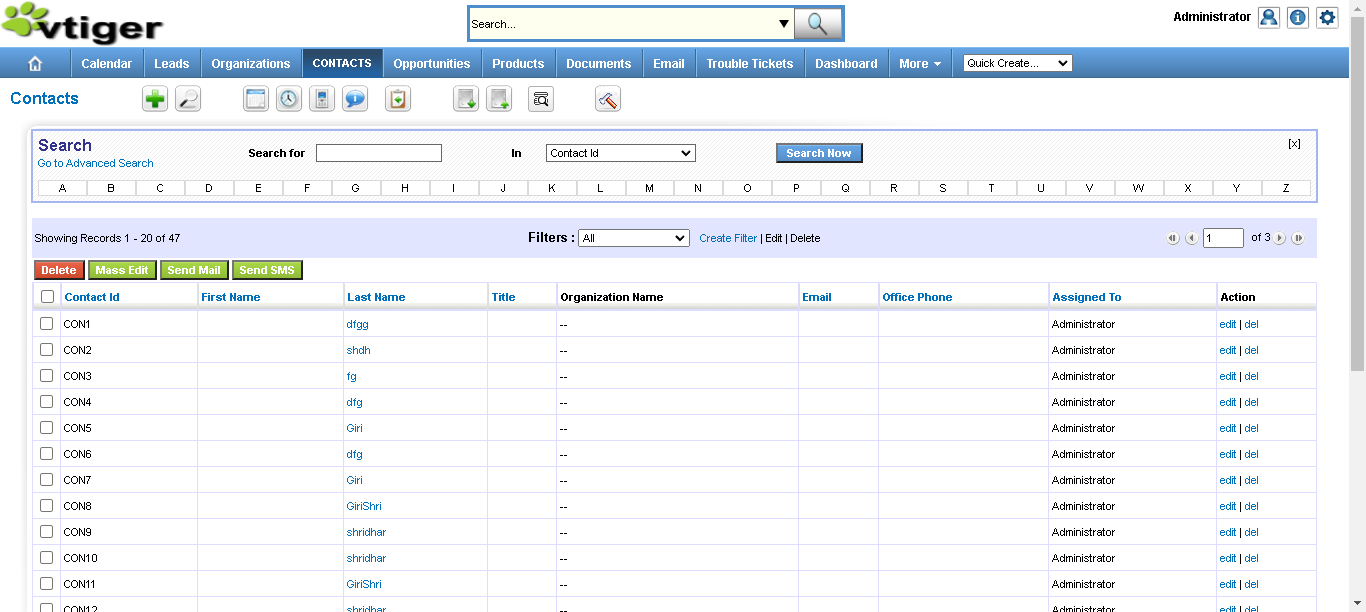 vtiger
Search...
Administrator
Calendar Leads Organizations CONTACTS Opportunities Products Documents Email Trouble Tickets Dashboard More Quick Create...
Contacts
Search
Go to Advanced Search
Search for In Contact Id Search Now [x]
A B C D E F G H I J K L M N O P Q R S T U V W X Y Z
Showing Records 1 - 20 of 47 Filters : All Create Filter | Edit | Delete 1 of 3
Delete Mass Edit Send Mail Send SMS
Contact Id First Name Last Name Title Organization Name Email Office Phone Assigned To Action
CON1 dfgg -- Administrator edit | del
CON2 shdh -- Administrator edit | del
CON3 fg -- Administrator edit | del
CON4 dfg -- Administrator edit | del
CON5 Giri -- Administrator edit | del
CON6 dfg -- Administrator edit | del
CON7 Giri -- Administrator edit | del
CON8 GiriShri -- Administrator edit | del
CON9 shridhar -- Administrator edit | del
CON10 shridhar -- Administrator edit | del
CON11 GiriShri -- Administrator edit | del
CON12 shridhar -- Administrator edit | del